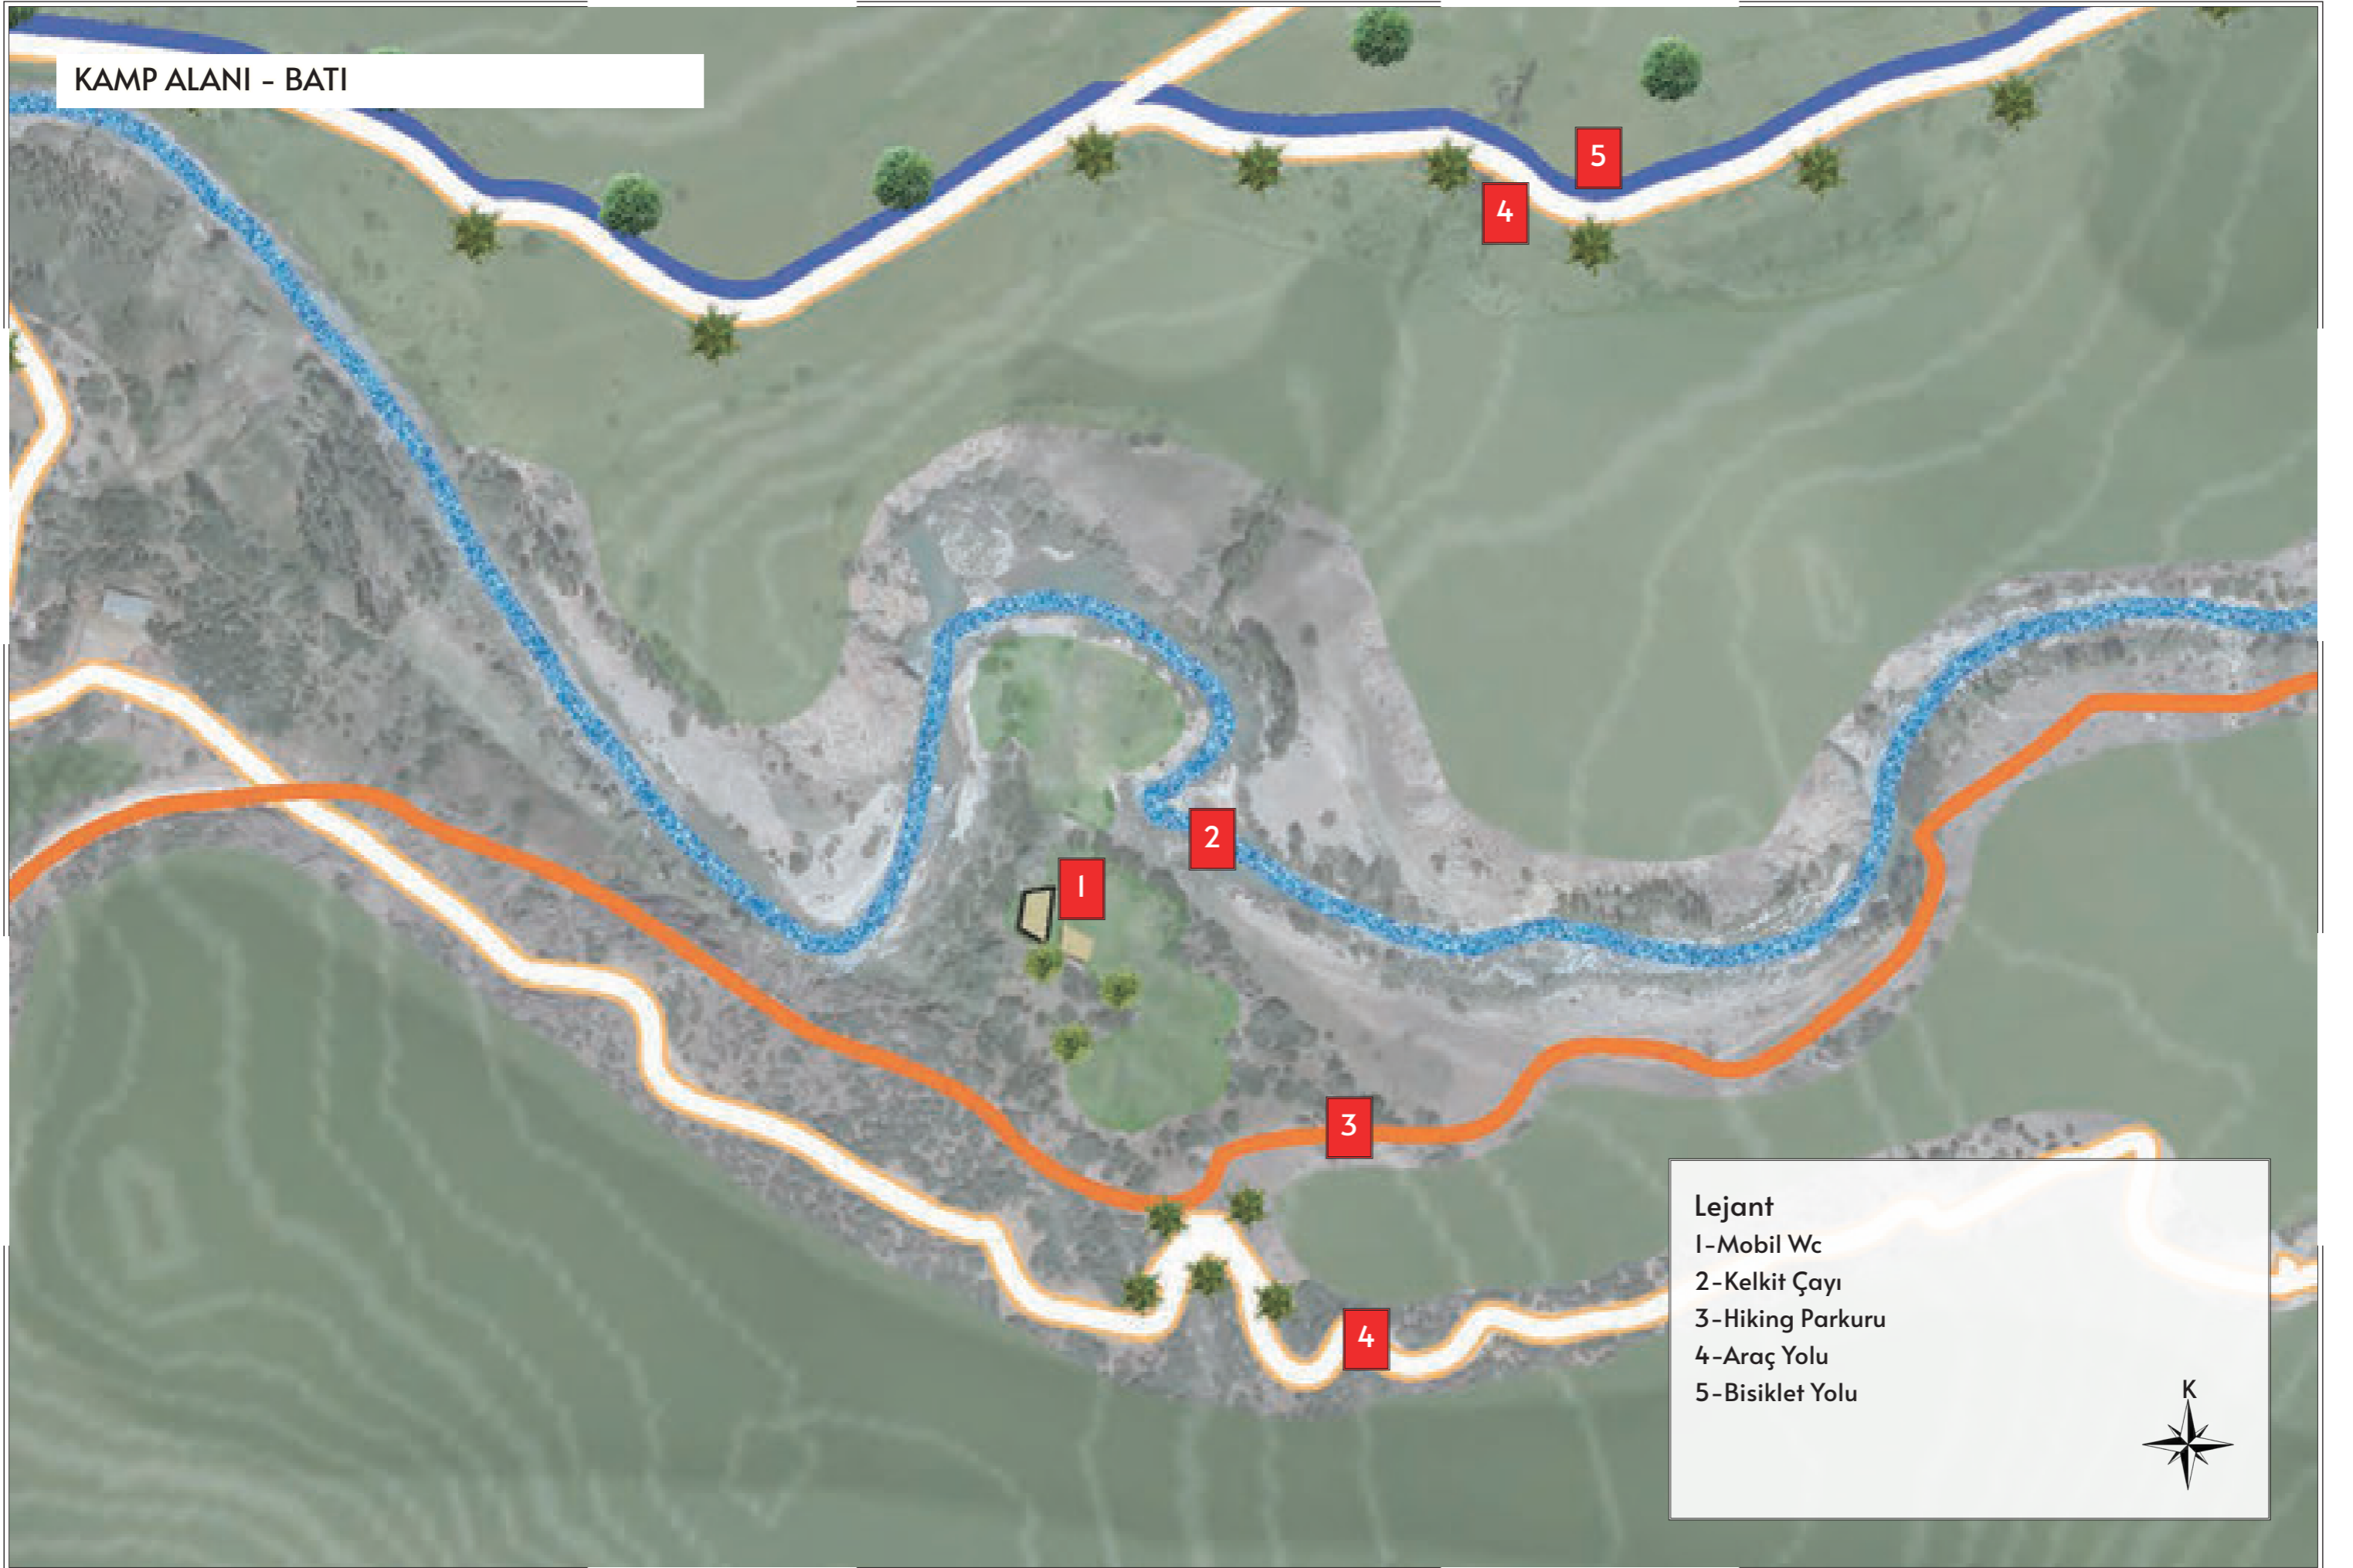 KAMP ALANI - BATI
5
4
2
1
3
4
Lejant
1-Mobil Wc
2-Kelkit Çayı
3-Hiking Parkuru
4-Araç Yolu
5-Bisiklet Yolu
K